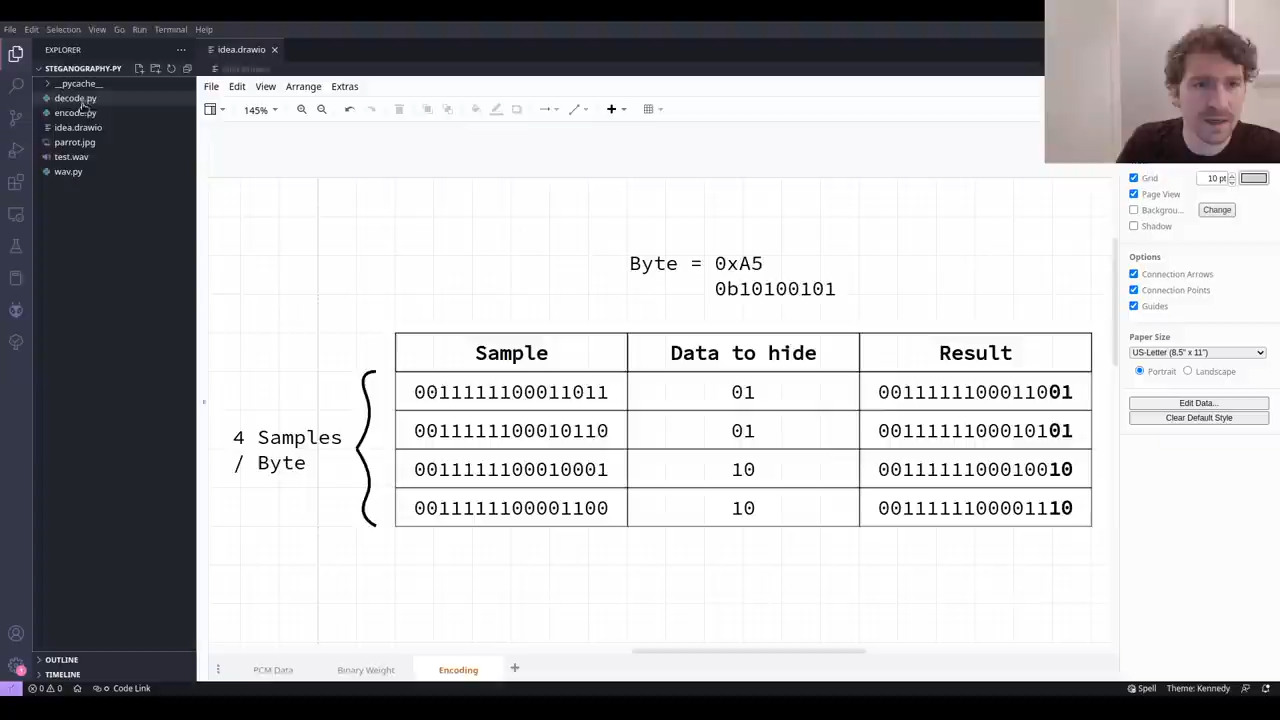 File Edit Selection View Go Run Terminal Help
EXPLORER
idea.drawio
STEGANOGRAPHY-PY
__pycache__
decode.py
encode.py
idea.drawio
parrot.jpg
test.wav
wav.py
File Edit View Arrange Extras
145%
Byte = 0xA5
0b10100101
Sample Data to hide Result
0011111100011011 01 0011111100011001
0011111100010110 01 0011111100010101
0011111100010001 10 0011111100010010
0011111100001100 10 0011111100001110
4 Samples
/ Byte
Grid 10 pt
Page View
Backgrou... Change
Shadow
Options
Connection Arrows
Connection Points
Guides
Paper Size
US-Letter (8,5" x 11")
Portrait Landscape
Edit Data...
Clear Default Style
PCM Data Binary Weight Encoding
OUTLINE
TIMELINE
0 0 Code Link Spell Theme: Kennedy